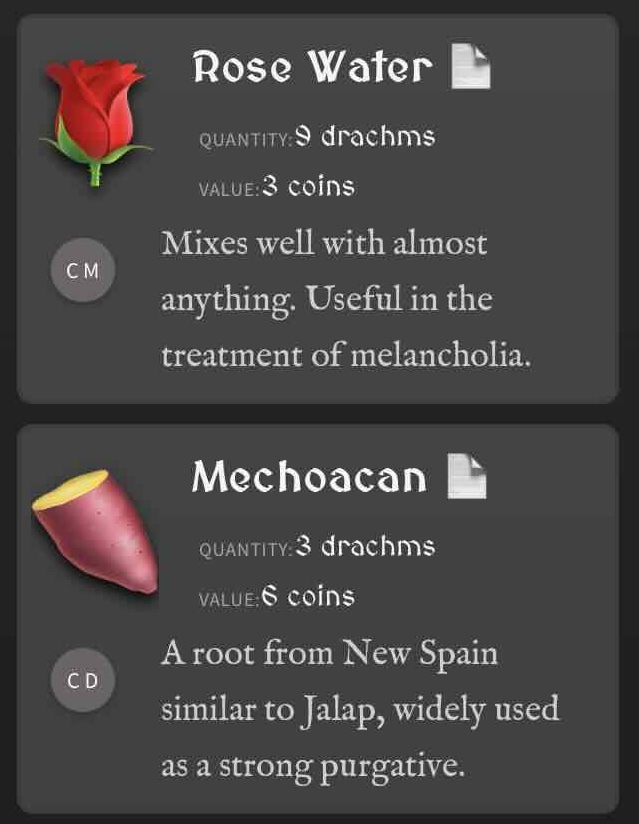 Rose Water
QUANTITY: 9 drachms
VALUE: 3 coins
Mixes well with almost
CM
anything. Useful in the
treatment of melancholia.
Mechoacan
QUANTITY: 3 drachms
VALUE: 6 coins
A root from New Spain
CD
similar to Jalap, widely used
as a strong purgative.